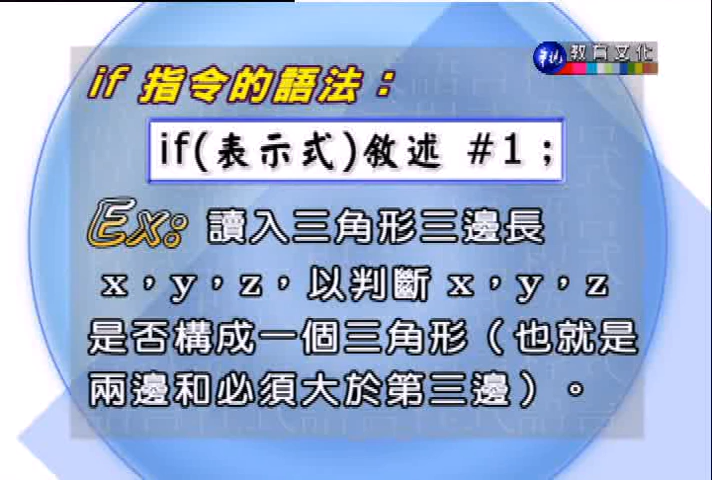 華視 教育文化
if 指令的語法：
if(表示式)敘述 #1；
Ex: 讀入三角形三邊長
x，y，z，以判斷 x，y，z
是否構成一個三角形（也就是
兩邊和必須大於第三邊）。